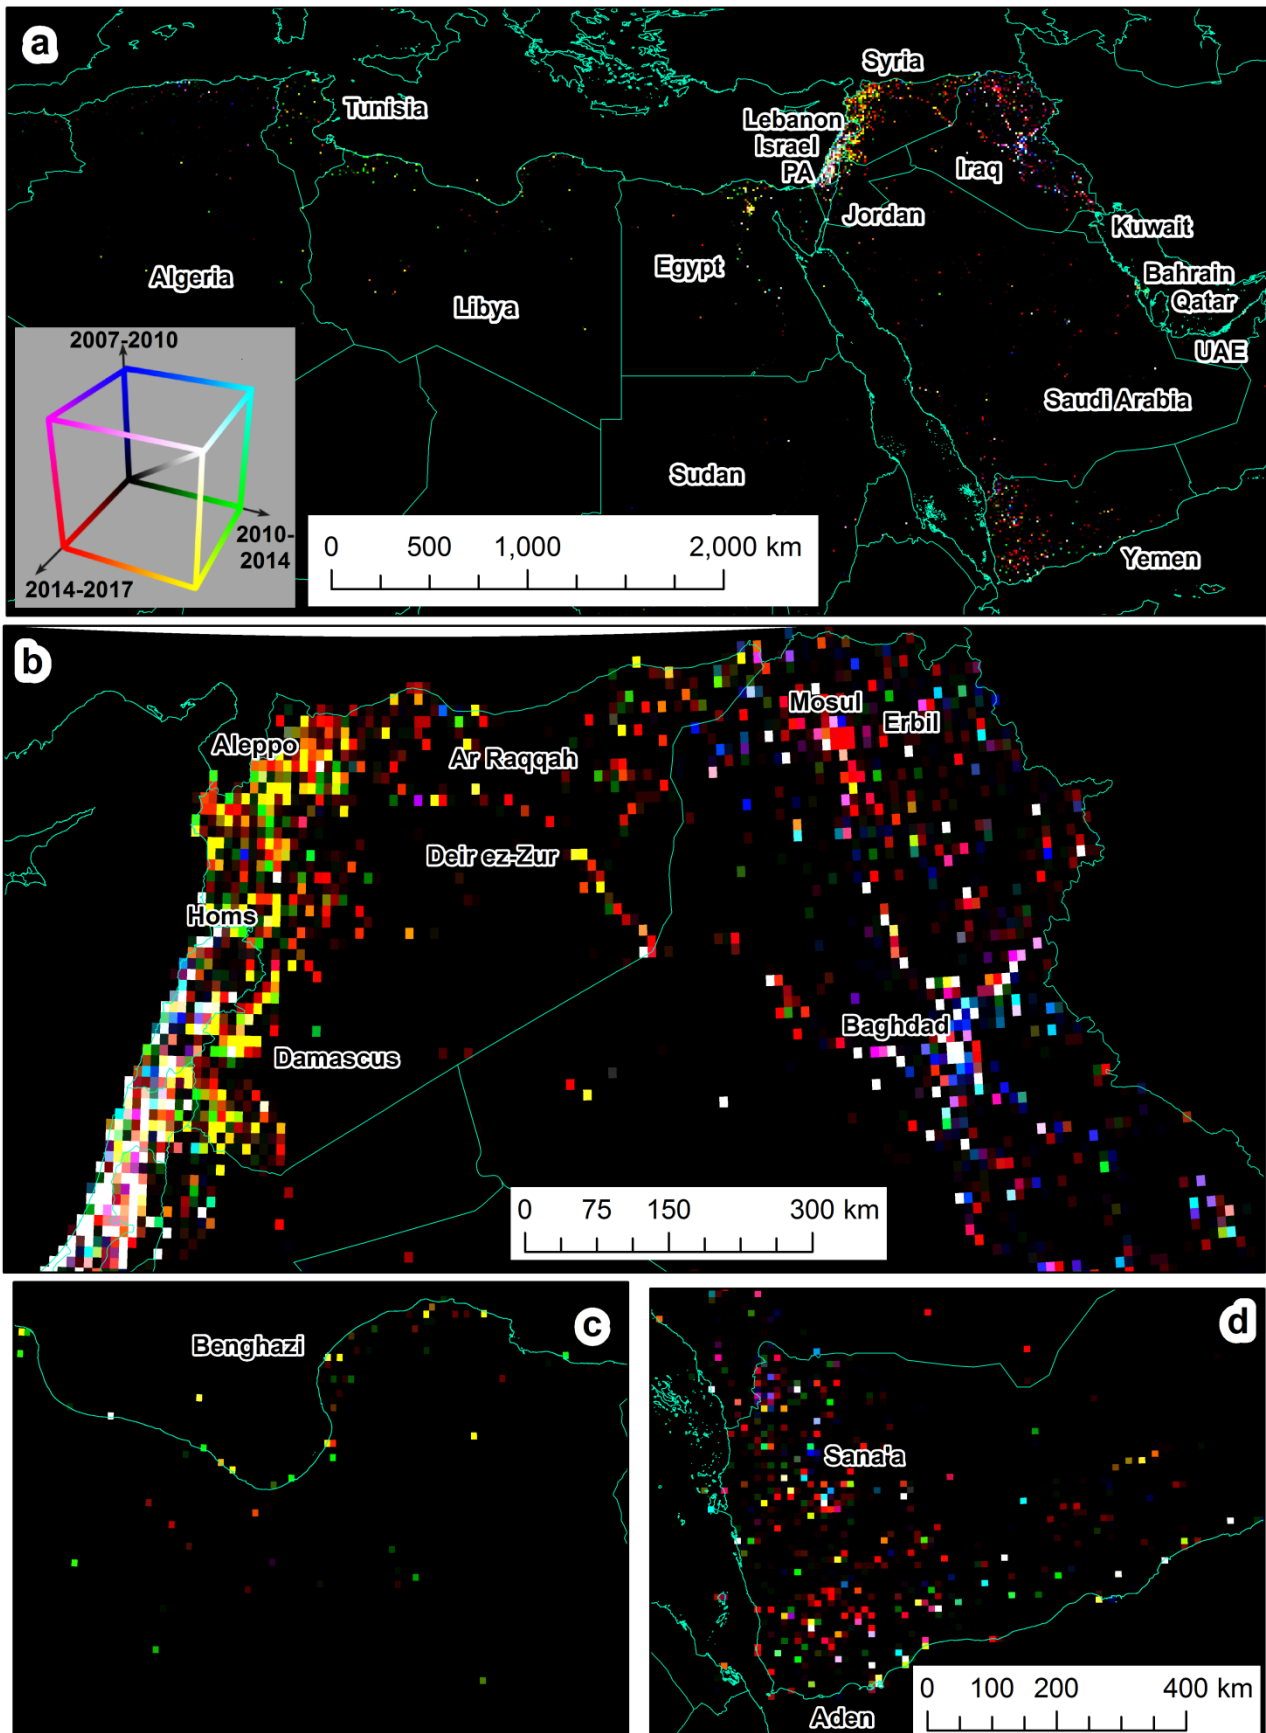 a
Syria
Tunisia
Lebanon
Israel
PA
Iraq
Jordan
Kuwait
Egypt
Bahrain
Algeria
Libya
Qatar
2007-2010
UAE
Saudi Arabia
Sudan
2010-
2014
0 500 1,000 2,000 km
Yemen
2014-2017
b
Mosul
Erbil
Aleppo
Ar Raqqah
Deir ez-Zur
Homs
Baghdad
Damascus
0 75 150 300 km
c
Benghazi
d
Sana'a
0 100 200 400 km
Aden